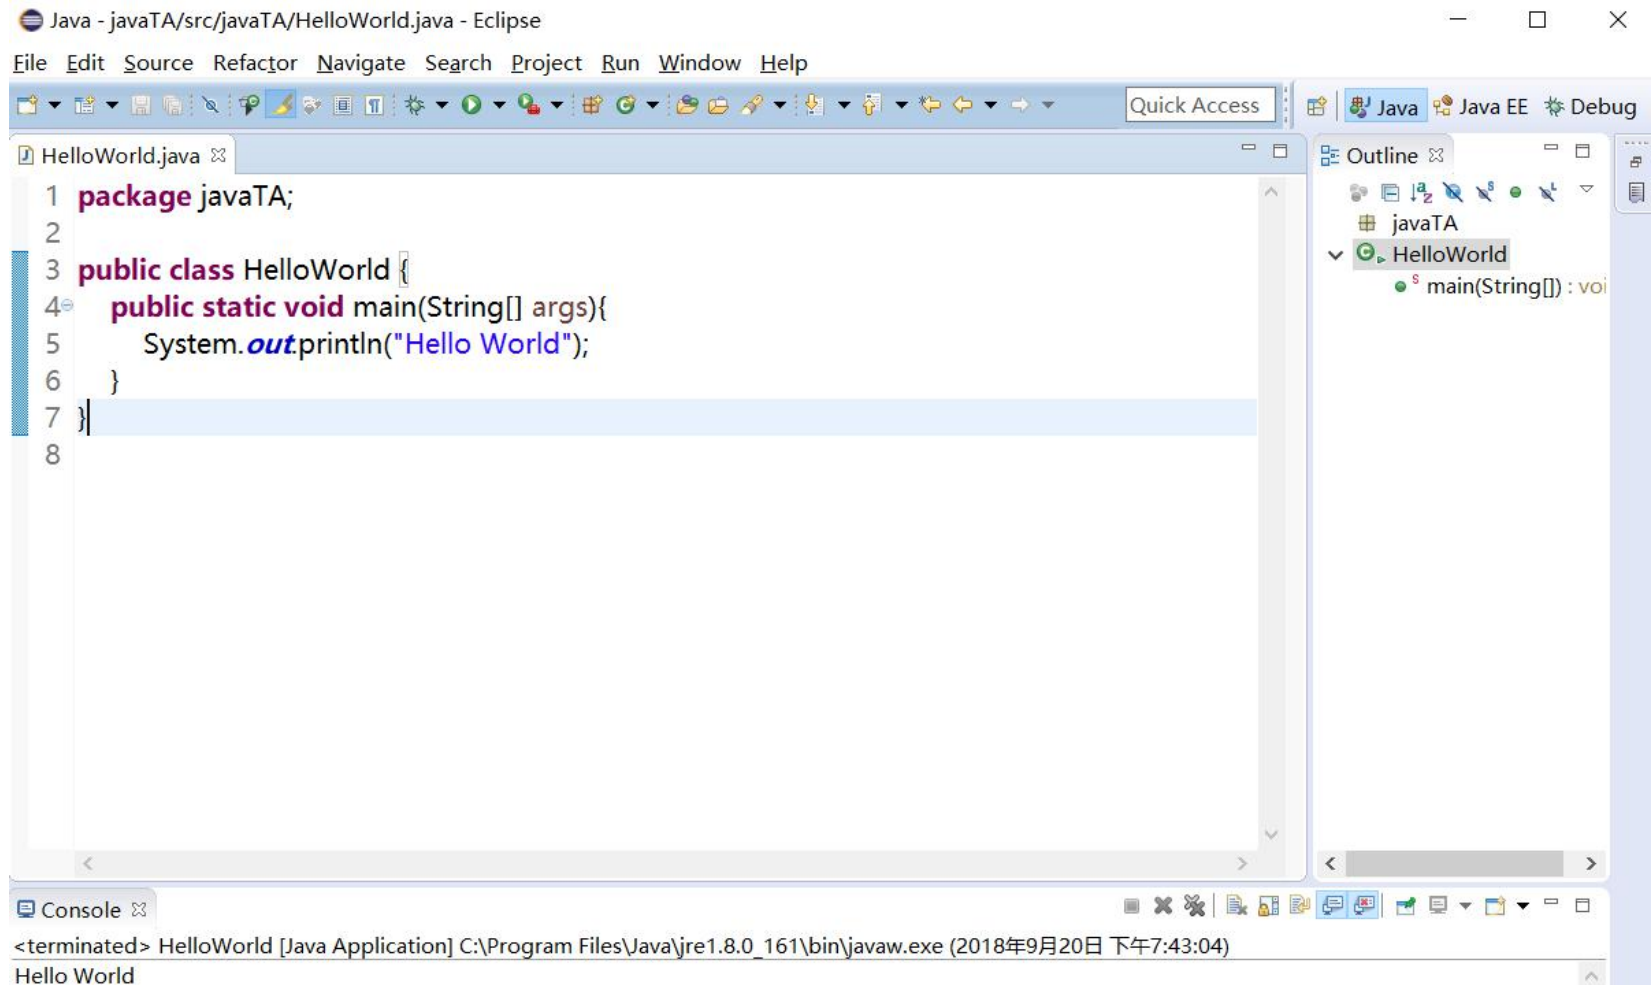 Java - javaTA/src/javaTA/HelloWorld.java - Eclipse
File Edit Source Refactor Navigate Search Project Run Window Help
Quick Access Java Java EE Debug
HelloWorld.java
1 package javaTA;
2
3 public class HelloWorld {
4 public static void main(String[] args){
5 System.out.println("Hello World");
6 }
7 }
8
Outline
javaTA
HelloWorld
main(String[]) : voi
Console
<terminated> HelloWorld [Java Application] C:\Program Files\Java\jre1.8.0_161\bin\javaw.exe (2018年9月20日 下午7:43:04)
Hello World